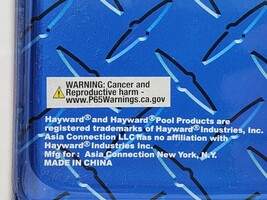 WARNING: Cancer and
Reproductive harm -
www.P65Warnings.ca.gov
Hayward® and Hayward® Pool Products are
registered trademarks of Hayward® Industries, Inc.
Asia Connection LLC has no affiliation with
Hayward® Industries Inc.
Mfg for : Asia Connection New York, N.Y.
MADE IN CHINA